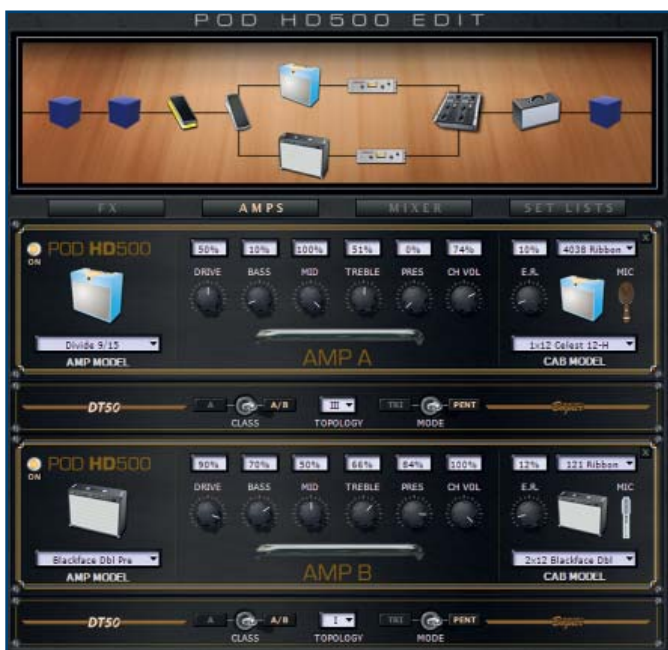 POD HD500 EDIT
FX AMPS MIXER SET LISTS
POD HD500
ON
50% 10% 100% 51% 0% 74%
DRIVE BASS MID TREBLE PRES CH VOL
10% 4038 Ribbon
E.R. MIC
X
Divide 9/15
AMP MODEL
AMP A
1x12 Celest 12-H
CAB MODEL
DT50
A A/B
CLASS
III
TOPOLOGY
TRI PENT
MODE
Bogner
POD HD500
ON
90% 70% 50% 66% 84% 100%
DRIVE BASS MID TREBLE PRES CH VOL
12% 121 Ribbon
E.R. MIC
X
Blackface Dbl Pre
AMP MODEL
AMP B
2x12 Blackface Dbl
CAB MODEL
DT50
A A/B
CLASS
I
TOPOLOGY
TRI PENT
MODE
Bogner